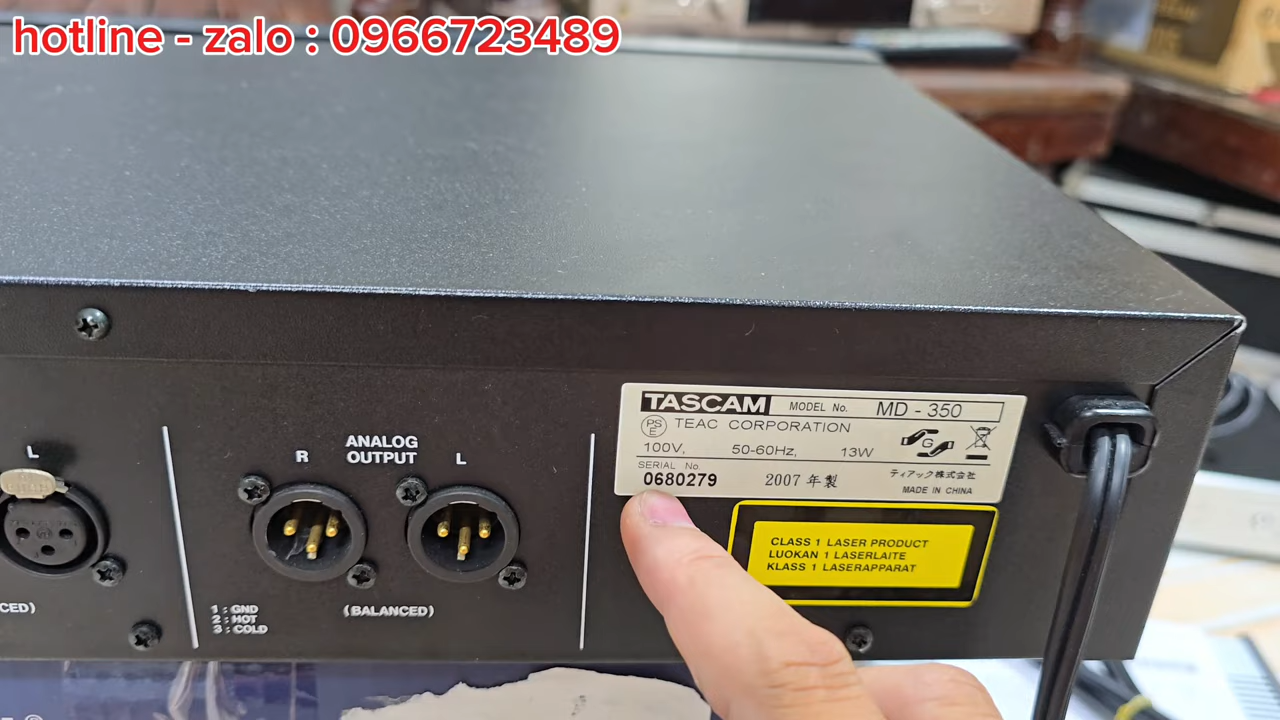 hotline - zalo : 0966723489
L
CED)
R
ANALOG
OUTPUT
L
1 : GND
2 : HOT
3 : COLD
(BALANCED)
TASCAM
MODEL No.
MD - 350
PS
E
TEAC CORPORATION
G
100V,
50-60Hz,
13W
SERIAL No.
0680279
2007 年製
ティアック株式会社
MADE IN CHINA
CLASS 1 LASER PRODUCT
LUOKAN 1 LASERLAITE
KLASS 1 LASERAPPARAT